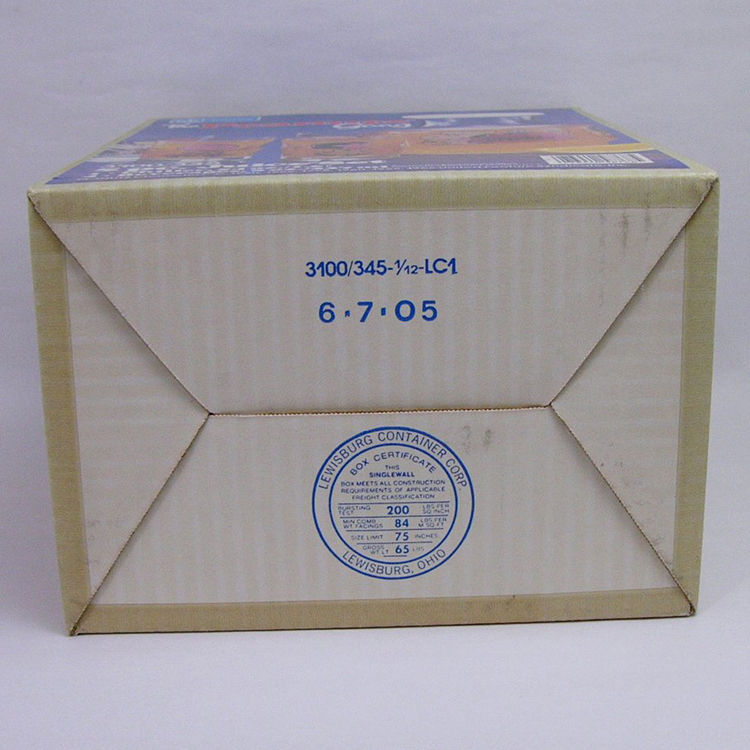 3100/345-1/12-LC1
6·7·05
LEWISBURG CONTAINER CORP.
BOX CERTIFICATE
THIS
SINGLEWALL
BOX MEETS ALL CONSTRUCTION
REQUIREMENTS OF APPLICABLE
FREIGHT CLASSIFICATION
BURSTING TEST 200 LBS PER SQ INCH
MIN COMB WT FACINGS 84 LBS PER M SQ FT
SIZE LIMIT 75 INCHES
GROSS WT LT 65 LBS
LEWISBURG, OHIO